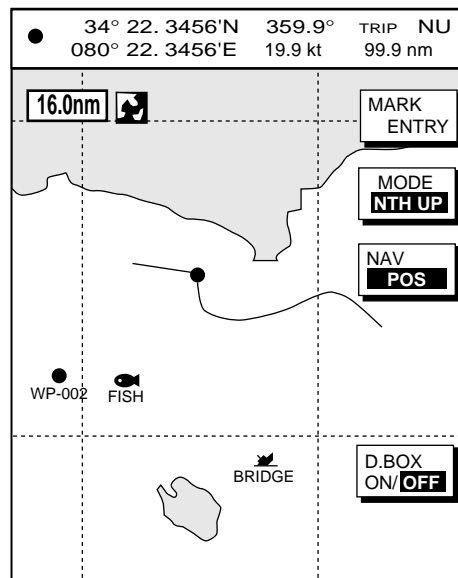 34° 22. 3456'N 359.9° TRIP NU
080° 22. 3456'E 19.9 kt 99.9 nm
16.0nm
MARK
ENTRY
MODE
NTH UP
NAV
POS
WP-002 FISH
BRIDGE
D.BOX
ON/OFF